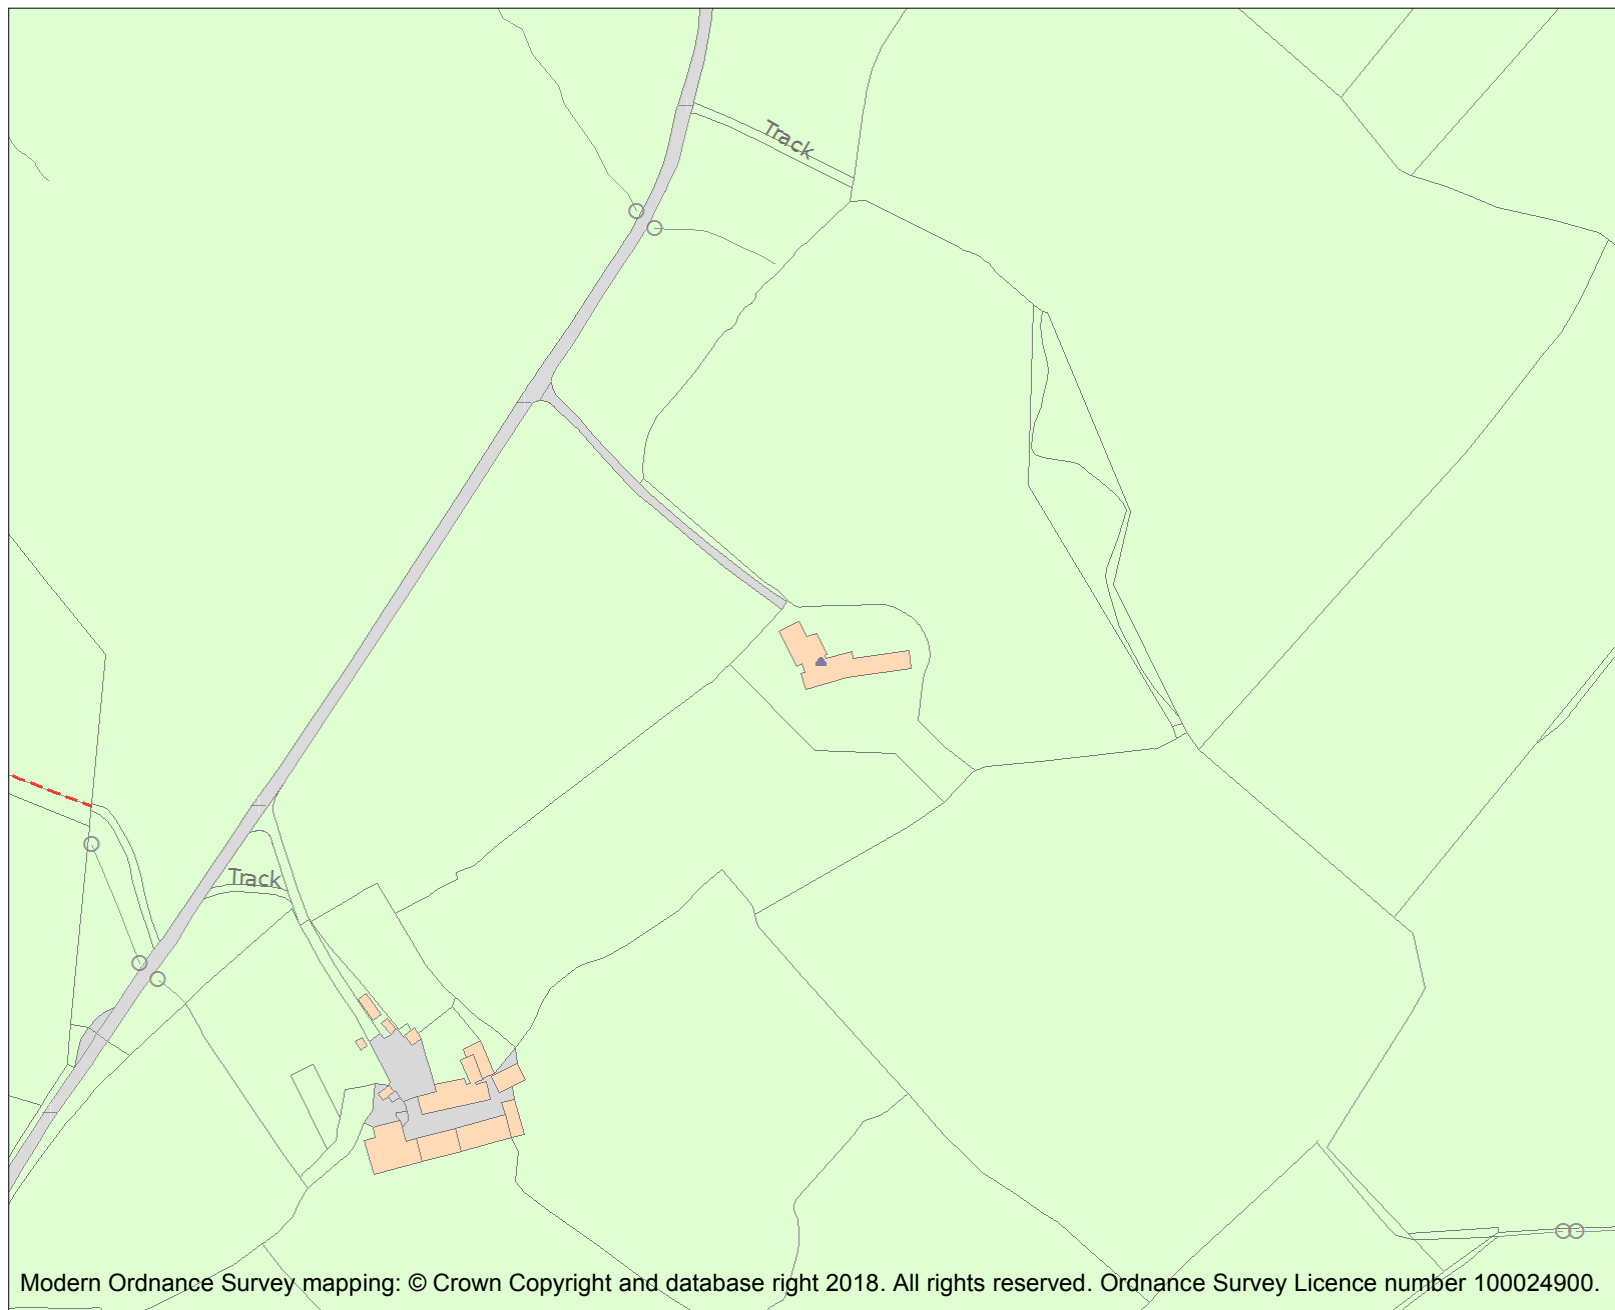 Track
Track
Modern Ordnance Survey mapping: © Crown Copyright and database right 2018. All rights reserved. Ordnance Survey Licence number 100024900.